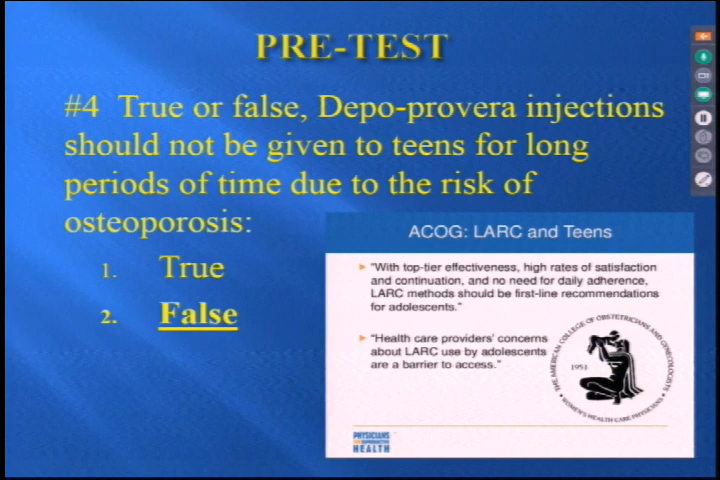 PRE-TEST
#4 True or false, Depo-provera injections
should not be given to teens for long
periods of time due to the risk of
osteoporosis:
1. True
2. False
ACOG: LARC and Teens
"With top-tier effectiveness, high rates of satisfaction
and continuation, and no need for daily adherence,
LARC methods should be first-line recommendations
for adolescents."
"Health care providers' concerns
about LARC use by adolescents
are a barrier to access."
THE AMERICAN COLLEGE OF OBSTETRICIANS AND GYNECOLOGISTS
1951
WOMEN'S HEALTH CARE PHYSICIANS
PHYSICIANS
FOR REPRODUCTIVE
HEALTH